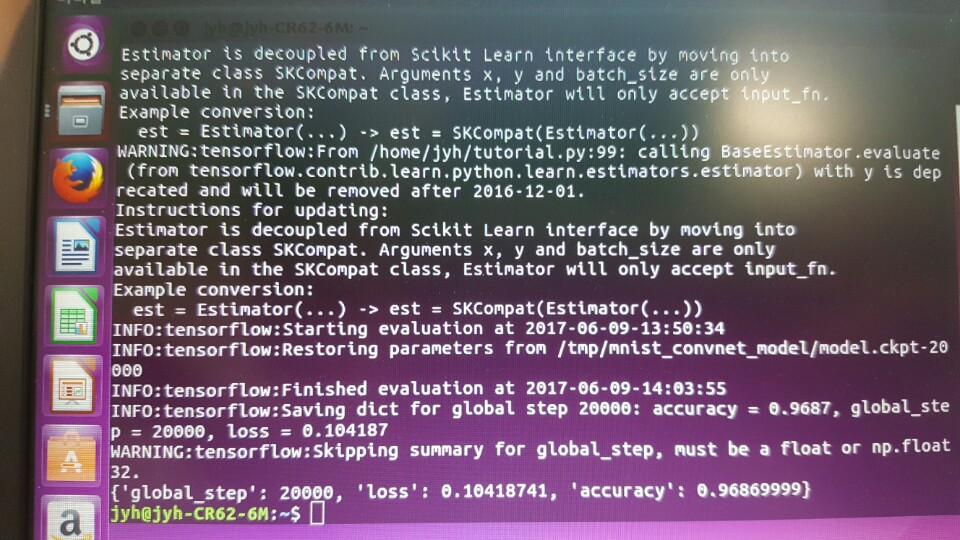 jyh@jyh-CR62-6M: ~
Estimator is decoupled from Scikit Learn interface by moving into
separate class SKCompat. Arguments x, y and batch_size are only
available in the SKCompat class, Estimator will only accept input_fn.
Example conversion:
  est = Estimator(...) -> est = SKCompat(Estimator(...))
WARNING:tensorflow:From /home/jyh/tutorial.py:99: calling BaseEstimator.evaluate
 (from tensorflow.contrib.learn.python.learn.estimators.estimator) with y is dep
recated and will be removed after 2016-12-01.
Instructions for updating:
Estimator is decoupled from Scikit Learn interface by moving into
separate class SKCompat. Arguments x, y and batch_size are only
available in the SKCompat class, Estimator will only accept input_fn.
Example conversion:
  est = Estimator(...) -> est = SKCompat(Estimator(...))
INFO:tensorflow:Starting evaluation at 2017-06-09-13:50:34
INFO:tensorflow:Restoring parameters from /tmp/mnist_convnet_model/model.ckpt-20
000
INFO:tensorflow:Finished evaluation at 2017-06-09-14:03:55
INFO:tensorflow:Saving dict for global step 20000: accuracy = 0.9687, global_ste
p = 20000, loss = 0.104187
WARNING:tensorflow:Skipping summary for global_step, must be a float or np.float
32.
{'global_step': 20000, 'loss': 0.10418741, 'accuracy': 0.96869999}
jyh@jyh-CR62-6M:~$